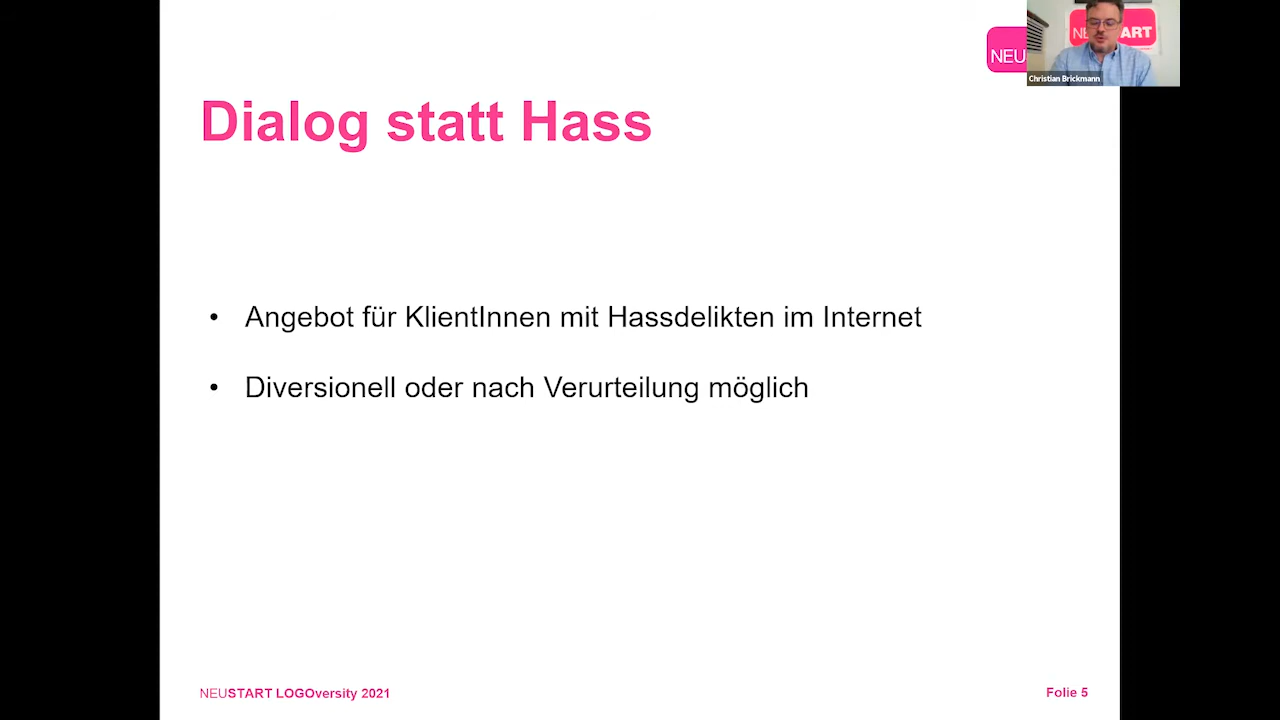 NEU
NEUSTART
Christian Brickmann
Dialog statt Hass
• Angebot für KlientInnen mit Hassdelikten im Internet
• Diversionell oder nach Verurteilung möglich
NEUSTART LOGOversity 2021
Folie 5